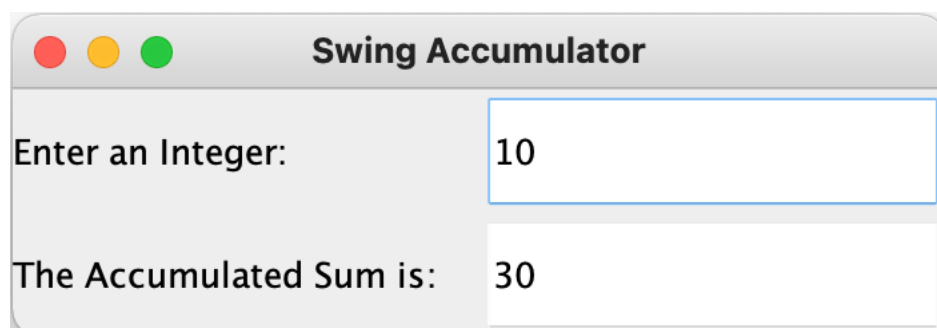 Swing Accumulator
Enter an Integer: 10
The Accumulated Sum is: 30